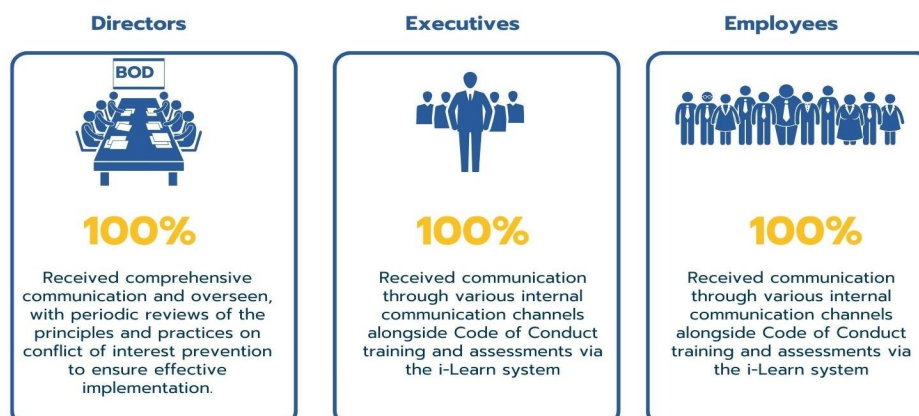 Directors
BOD
100%
Received comprehensive
communication and overseen,
with periodic reviews of the
principles and practices on
conflict of interest prevention
to ensure effective
implementation.
Executives
100%
Received communication
through various internal
communication channels
alongside Code of Conduct
training and assessments via
the i-Learn system
Employees
100%
Received communication
through various internal
communication channels
alongside Code of Conduct
training and assessments via
the i-Learn system